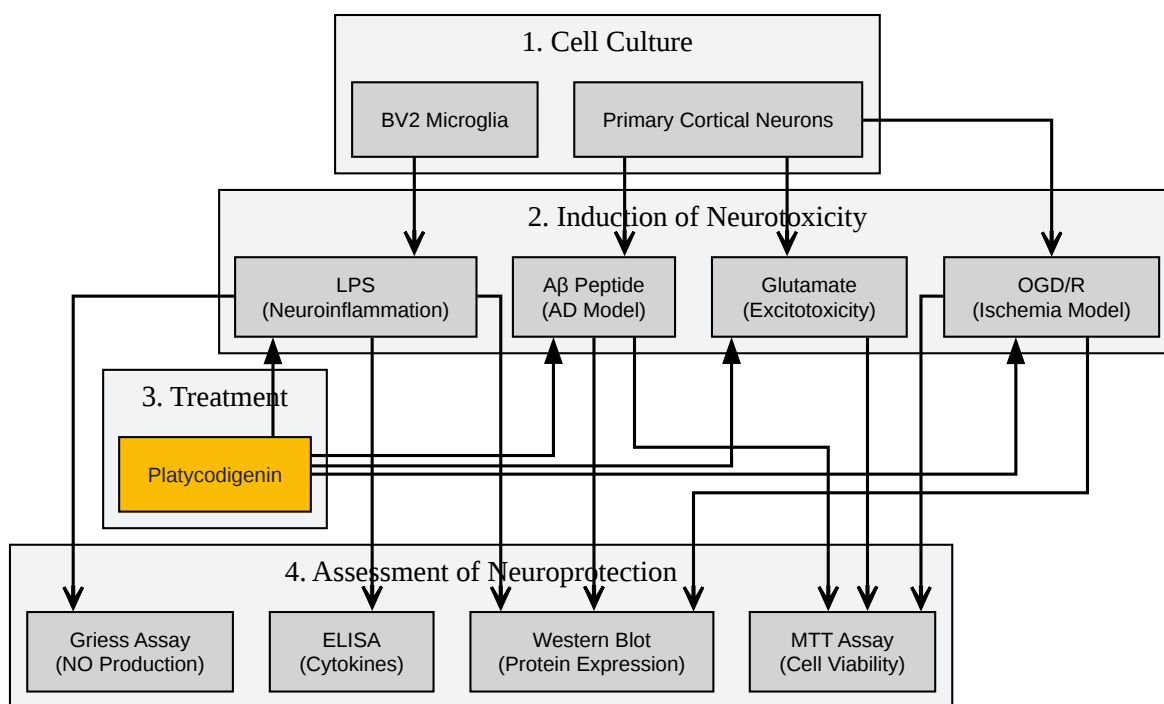 1. Cell Culture
BV2 Microglia
Primary Cortical Neurons
2. Induction of Neurotoxicity
LPS
(Neuroinflammation)
Aβ Peptide
(AD Model)
Glutamate
(Excitotoxicity)
OGD/R
(Ischemia Model)
3. Treatment
Platycodigenin
4. Assessment of Neuroprotection
Griess Assay
(NO Production)
ELISA
(Cytokines)
Western Blot
(Protein Expression)
MTT Assay
(Cell Viability)